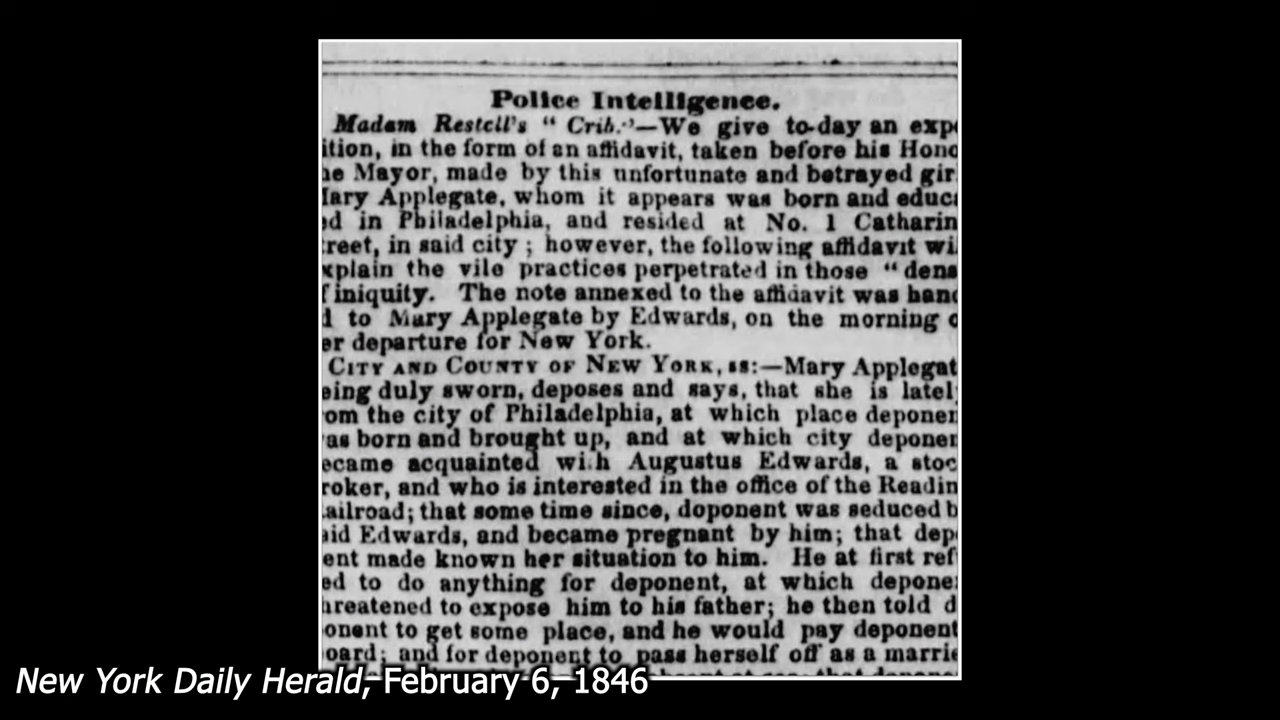 Police Intelligence.
Madam Restell's "Crib."—We give to-day an expo
ition, in the form of an affidavit, taken before his Hono
he Mayor, made by this unfortunate and betrayed gir
Mary Applegate, whom it appears was born and educa
ed in Philadelphia, and resided at No. 1 Catharin
treet, in said city; however, the following affidavit wi
xplain the vile practices perpetrated in those "dens
f iniquity. The note annexed to the affidavit was hand
d to Mary Applegate by Edwards, on the morning o
er departure for New York.
CITY AND COUNTY OF NEW YORK, ss:—Mary Applegat
eing duly sworn, deposes and says, that she is latel
om the city of Philadelphia, at which place deponen
as born and brought up, and at which city deponen
ecame acquainted with Augustus Edwards, a stoc
roker, and who is interested in the office of the Readin
ailroad; that some time since, doponent was seduced b
aid Edwards, and became pregnant by him; that dep
ent made known her situation to him. He at first ref
ed to do anything for deponent, at which depone
hreatened to expose him to his father; he then told d
onent to get some place, and he would pay deponent
oard; and for deponent to pass herself off as a marrie
New York Daily Herald, February 6, 1846